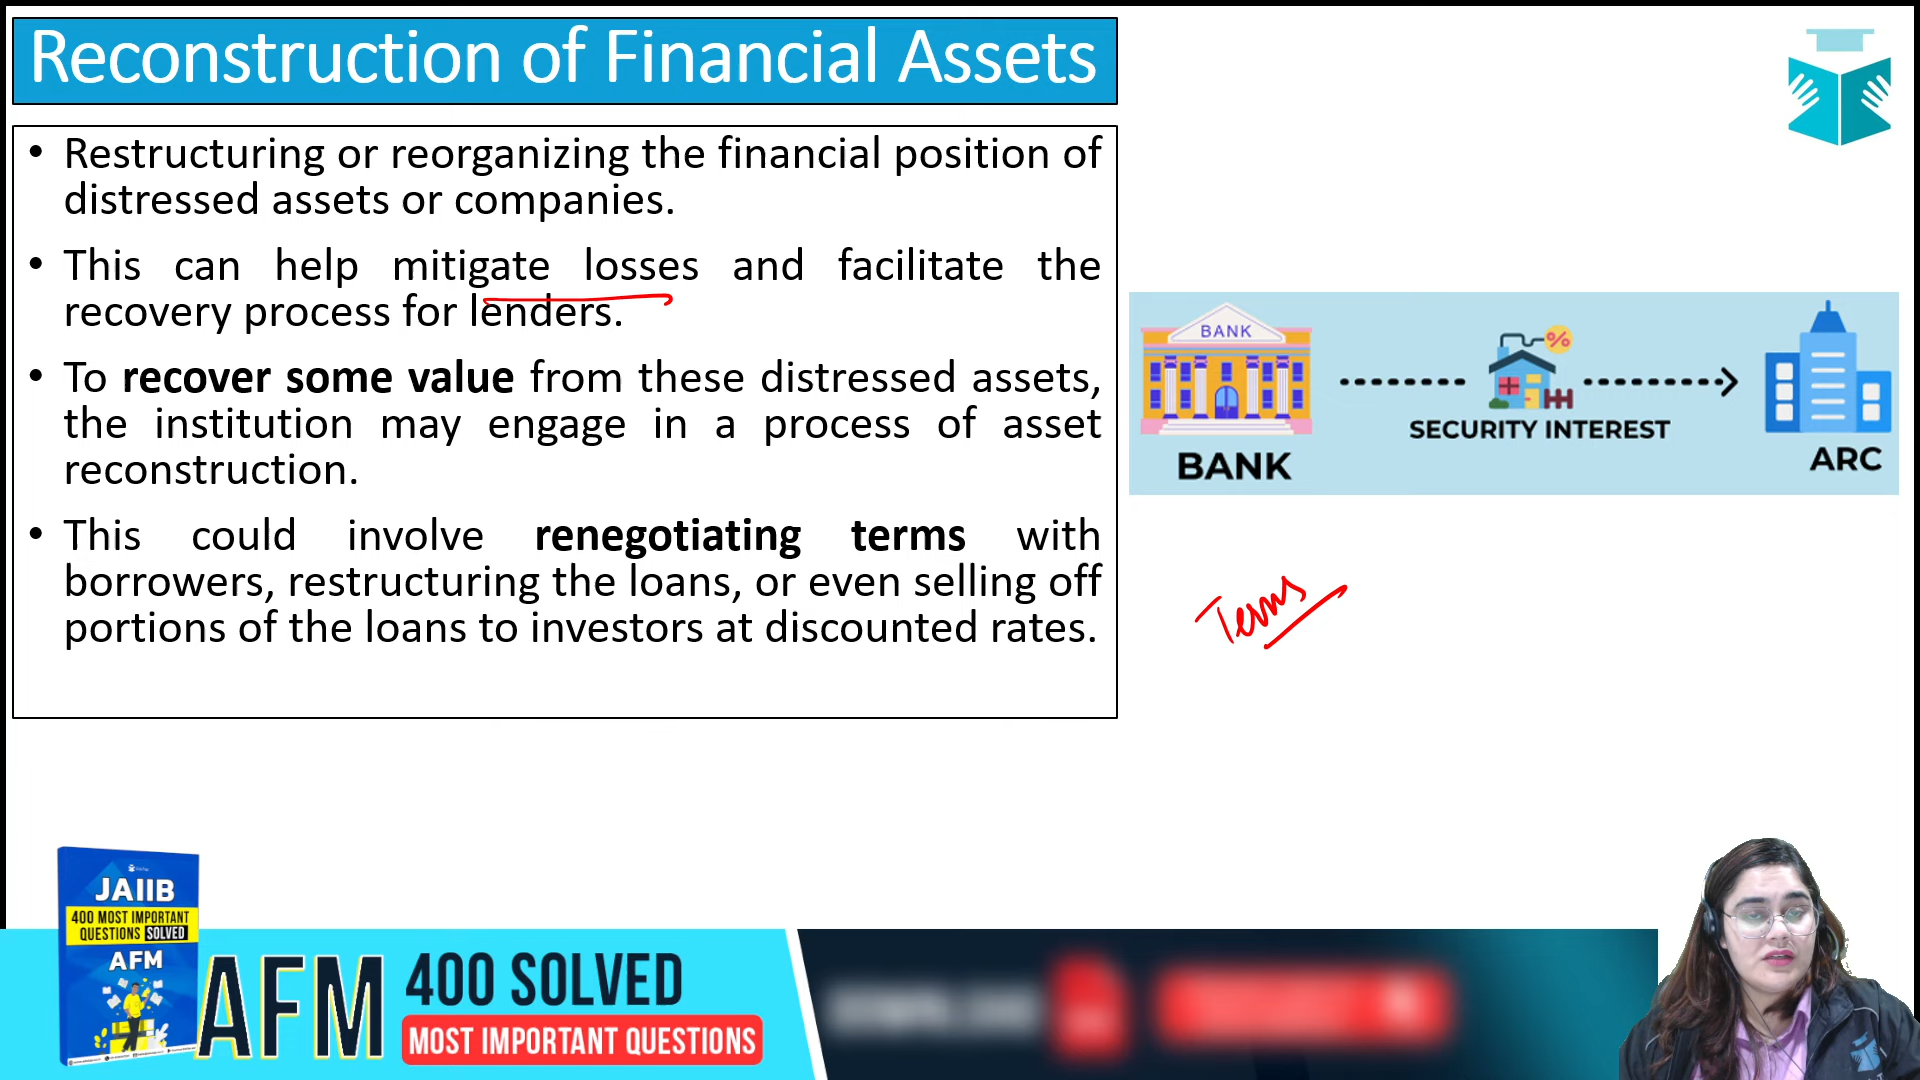 Reconstruction of Financial Assets
• Restructuring or reorganizing the financial position of
distressed assets or companies.
• This can help mitigate losses and facilitate the
recovery process for lenders.
• To recover some value from these distressed assets,
the institution may engage in a process of asset
reconstruction.
• This could involve renegotiating terms with
borrowers, restructuring the loans, or even selling off
portions of the loans to investors at discounted rates.
BANK
%
SECURITY INTEREST
BANK
ARC
Terms
JAIIB
400 MOST IMPORTANT
QUESTIONS SOLVED
AFM
AFM
400 SOLVED
MOST IMPORTANT QUESTIONS